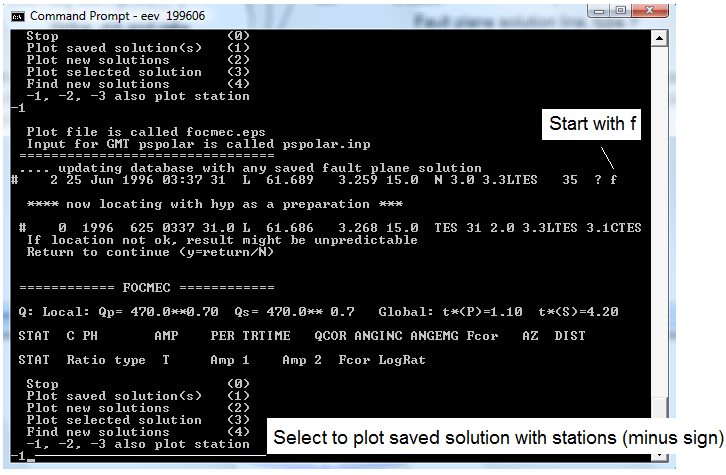 Command Prompt - eev 199606
Stop (0)
Plot saved solution(s) (1)
Plot new solutions (2)
Plot selected solution (3)
Find new solutions (4)
-1, -2, -3 also plot station
-1
Plot file is called focmec.eps
Input for GMT pspolar is called pspolar.inp
================================
.... updating database with any saved fault plane solution
# 2 25 Jun 1996 03:37 31 L 61.689 3.259 15.0 N 3.0 3.3LTES 35 ? f
Start with f
**** now locating with hyp as a preparation ***
# 0 1996 625 0337 31.0 L 61.686 3.268 15.0 TES 31 2.0 3.3LTES 3.1CTES
If location not ok, result might be unpredictable
Return to continue (y=return/N)
============ FOCMEC ============
Q: Local: Qp= 470.0**0.70 Qs= 470.0** 0.7 Global: t*(P)=1.10 t*(S)=4.20
STAT C PH AMP PER TRTIME QCOR ANGINC ANGEMG Fcor AZ DIST
STAT Ratio type T Amp 1 Amp 2 Fcor LogRat
Stop (0)
Plot saved solution(s) (1)
Plot new solutions (2)
Plot selected solution (3)
Find new solutions (4)
-1, -2, -3 also plot station
-1
Select to plot saved solution with stations (minus sign)